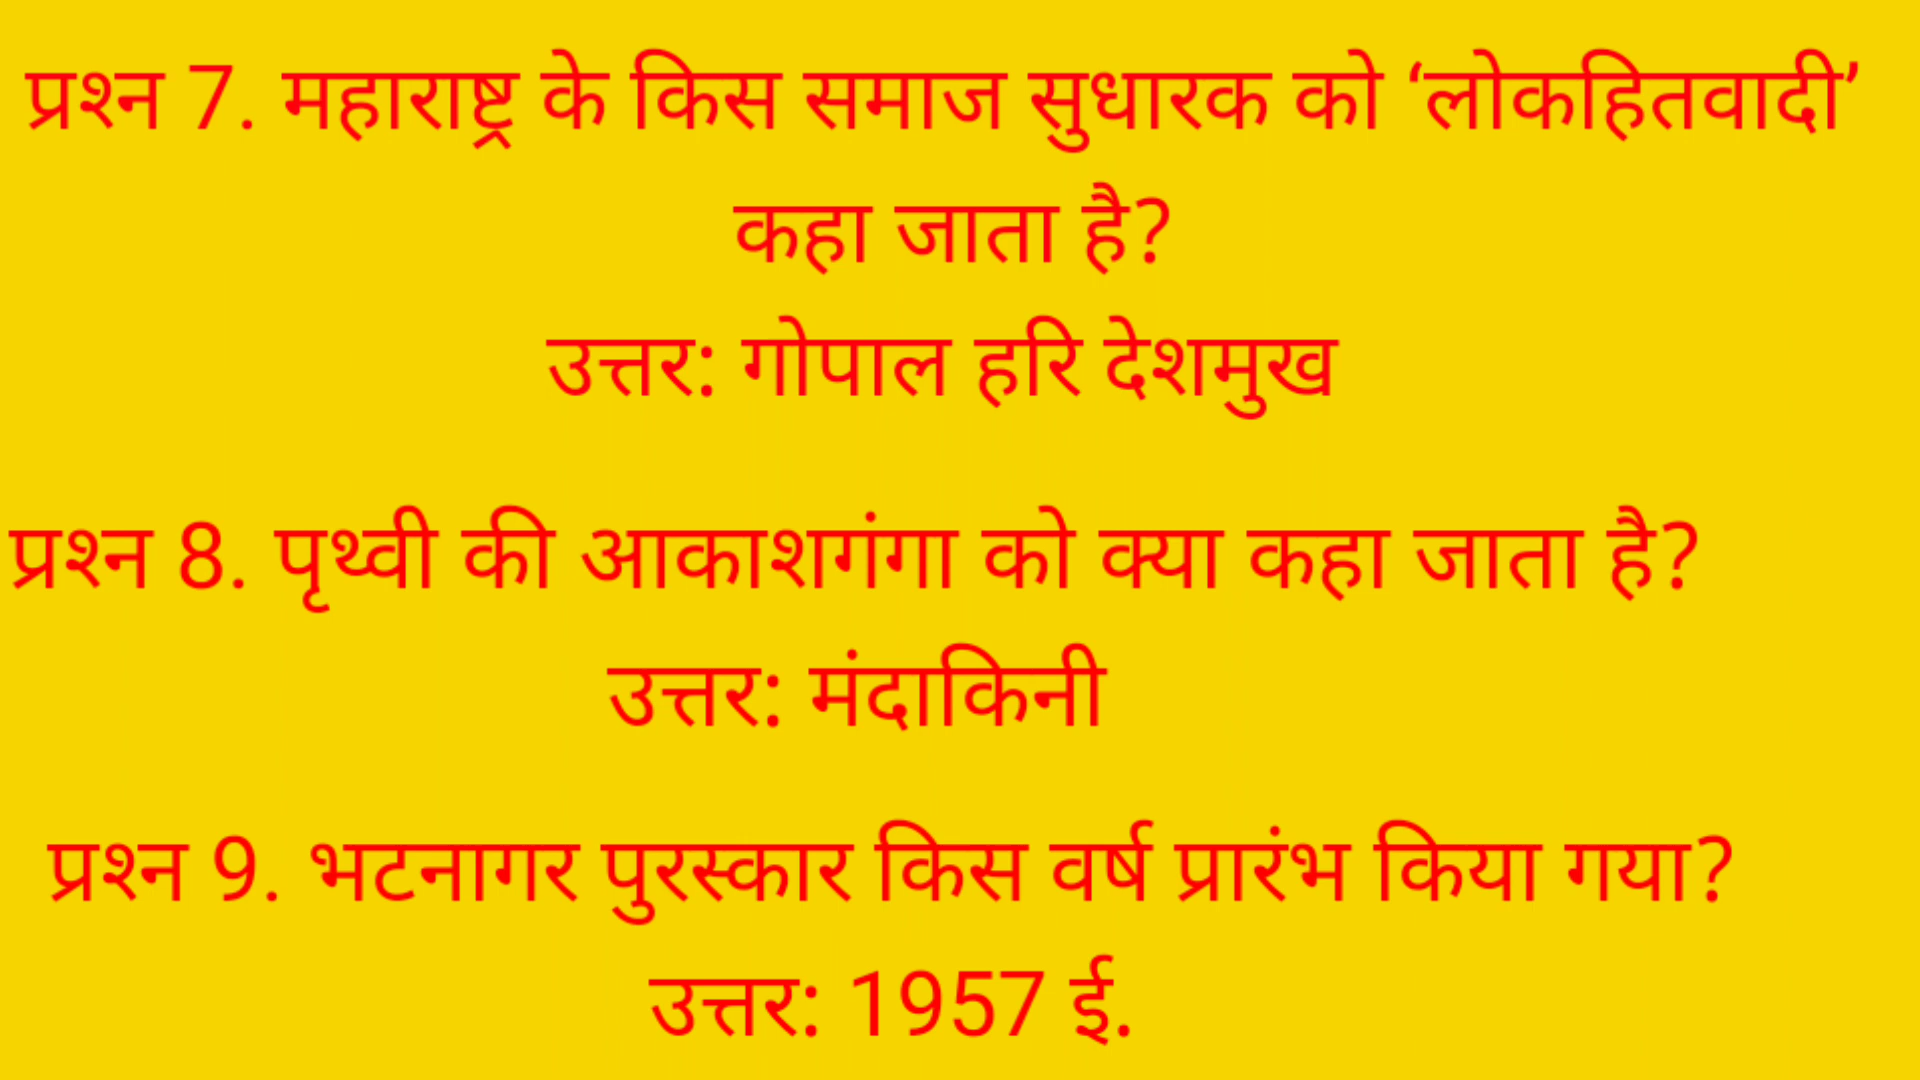 प्रश्न 7. महाराष्ट्र के किस समाज सुधारक को ‘लोकहितवादी’
कहा जाता है?
उत्तर: गोपाल हरि देशमुख
प्रश्न 8. पृथ्वी की आकाशगंगा को क्या कहा जाता है?
उत्तर: मंदाकिनी
प्रश्न 9. भटनागर पुरस्कार किस वर्ष प्रारंभ किया गया?
उत्तर: 1957 ई.